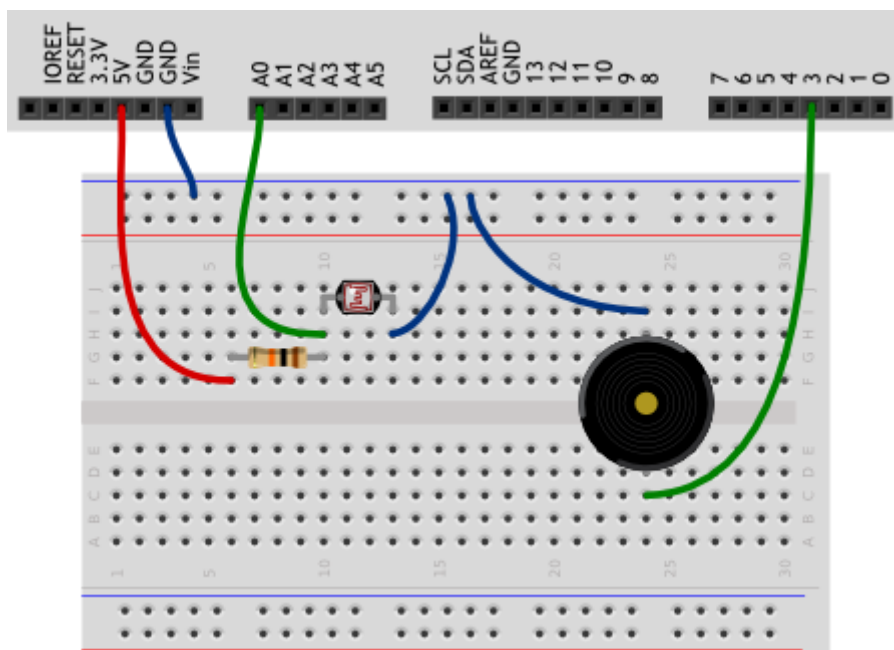 IOREF
RESET
3.3V
5V
GND
GND
Vin
A0
A1
A2
A3
A4
A5
SCL
SDA
AREF
GND
13
12
11
10
9
8
7
6
5
4
3
2
1
0
1
5
10
15
20
25
30
J
J
I
I
H
H
G
G
F
F
E
E
D
D
C
C
B
B
A
A
1
5
10
15
20
25
30